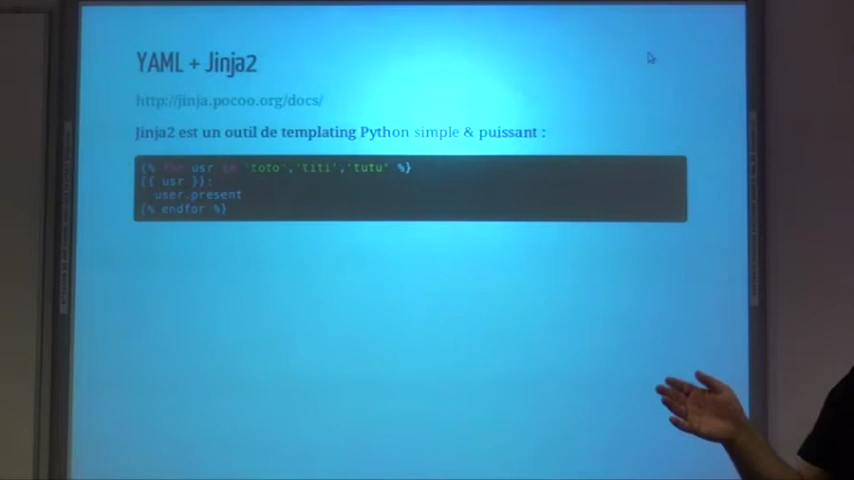 YAML + Jinja2
http://jinja.pocoo.org/docs/
Jinja2 est un outil de templating Python simple & puissant :
{% for usr in 'toto','titi','tutu' %}
{{ usr }}:
user.present
{% endfor %}